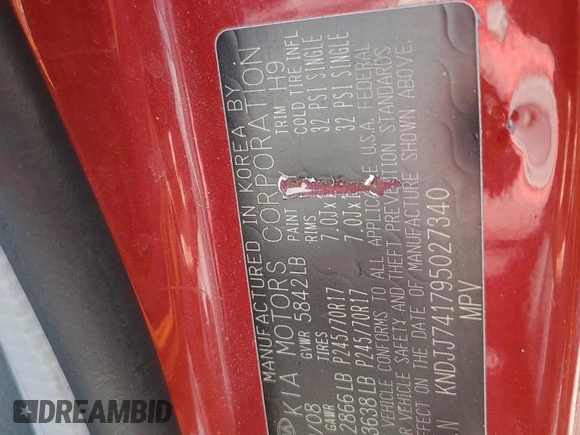 MANUFACTURED IN KOREA BY:
KIA MOTORS CORPORATION
/08 GVWR 5842 LB PAINT TRIM H9
GAWR TIRES RIMS COLD TIRE INFL
2866 LB P245/70R17 7.0Jx 32 PSI SINGLE
3638 LB P245/70R17 7.0Jx 32 PSI SINGLE
VEHICLE CONFORMS TO ALL APPLICABLE U.S.A. FEDERAL
VEHICLE SAFETY AND THEFT PREVENTION STANDARDS
EFFECT ON THE DATE OF MANUFACTURE SHOWN ABOVE.
KNDJJ741795027340
MPV
DREAMBID